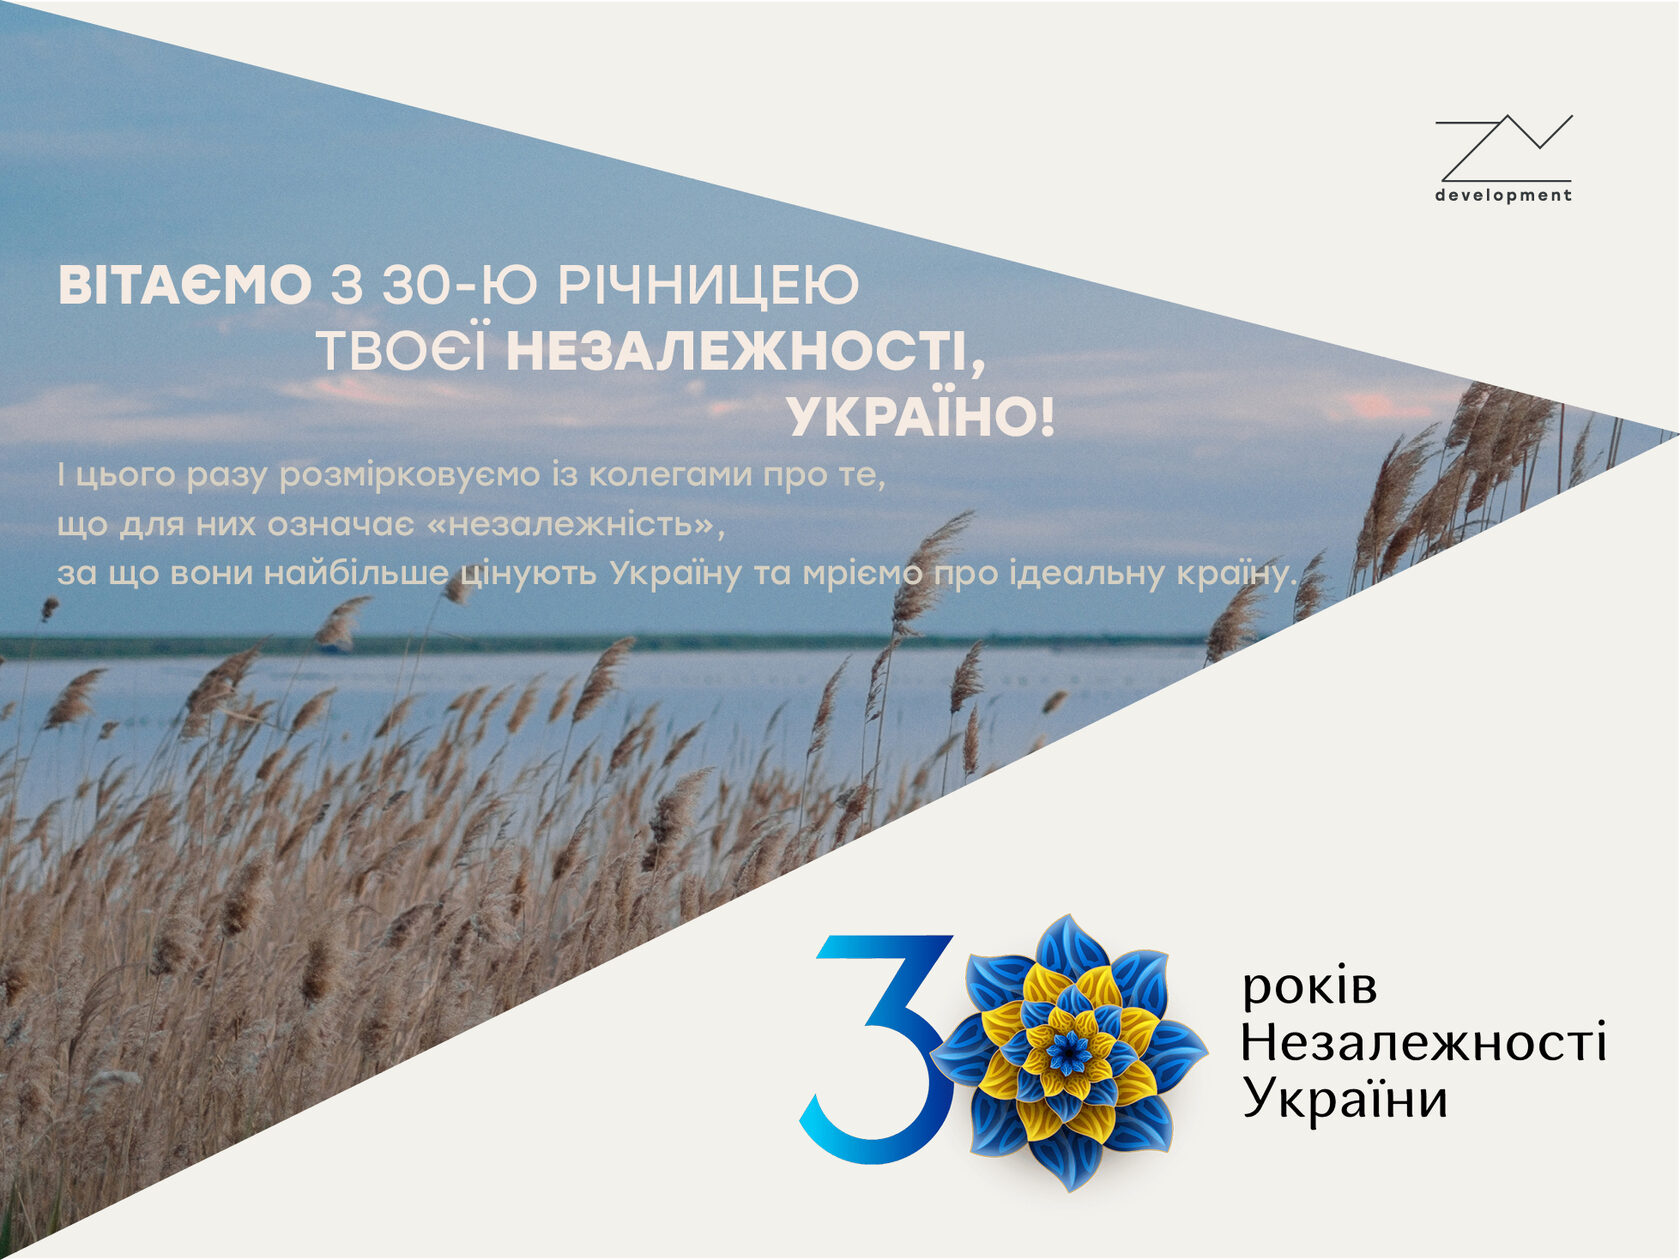 development
ВІТАЄМО З 30-Ю РІЧНИЦЕЮ
ТВОЄЇ НЕЗАЛЕЖНОСТІ,
УКРАЇНО!
І цього разу розмірковуємо із колегами про те,
що для них означає «незалежність»,
за що вони найбільше цінують Україну та мріємо про ідеальну країну.
30
років
Незалежності
України